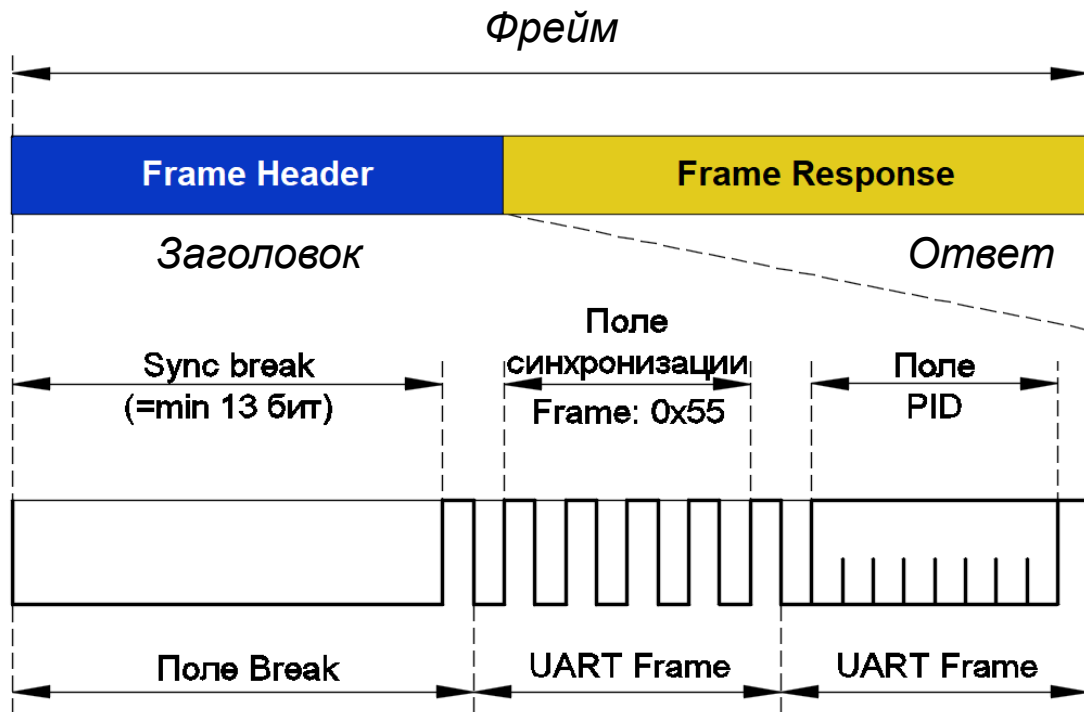 Фрейм
Frame Header
Frame Response
Заголовок
Ответ
Sync break
(=min 13 бит)
Поле
синхронизации
Frame: 0x55
Поле
PID
Поле Break
UART Frame
UART Frame